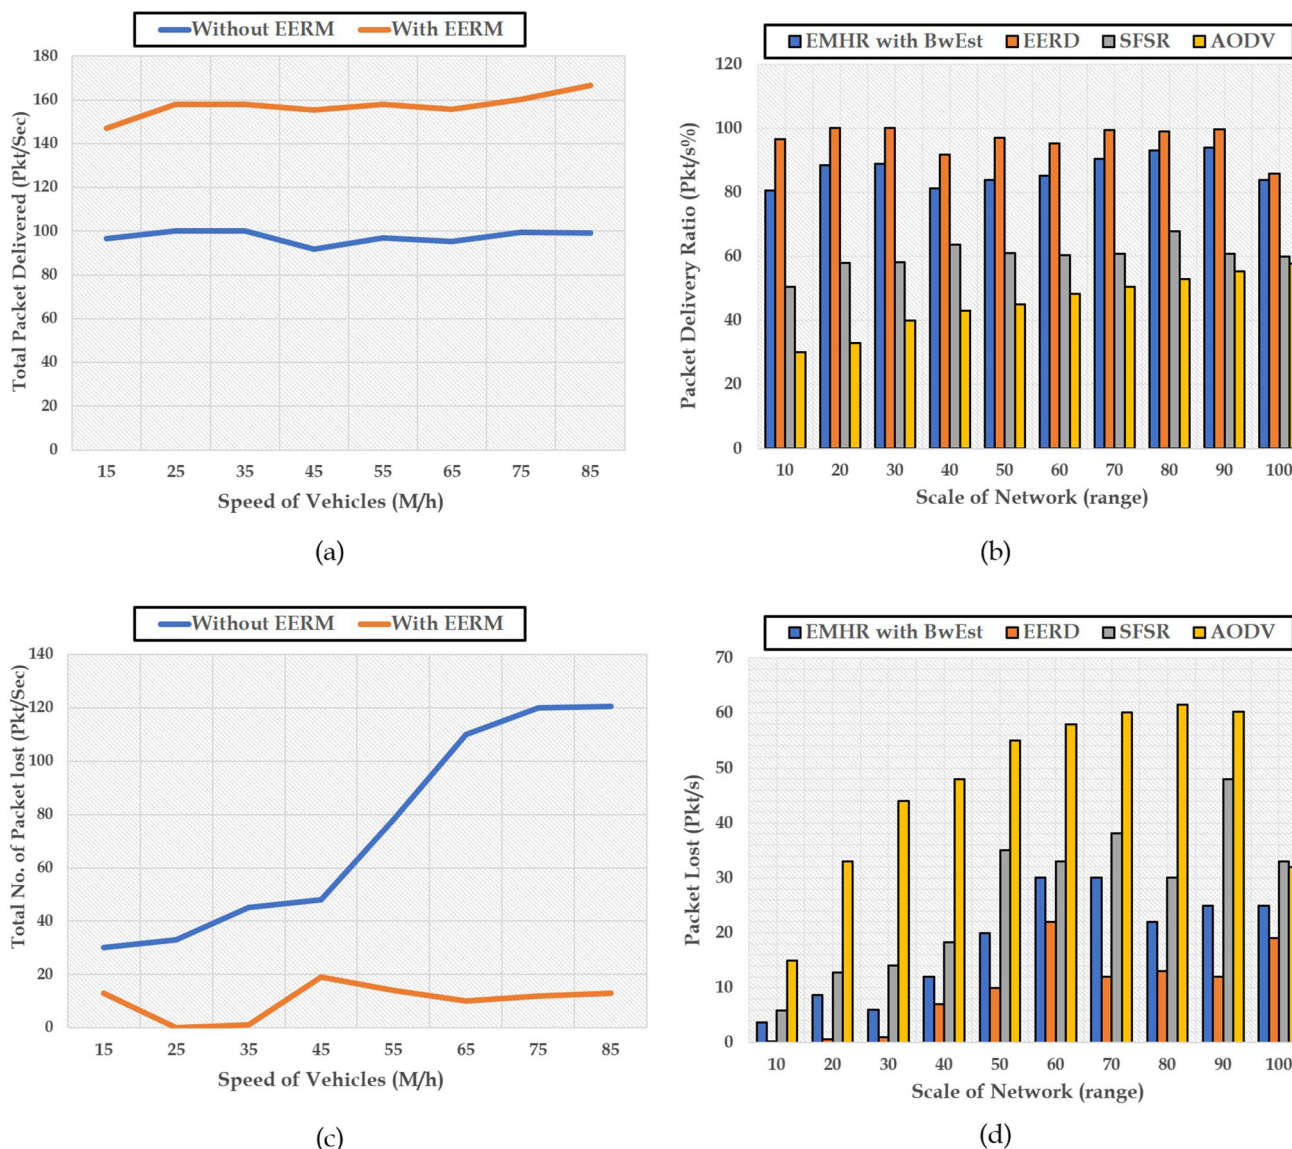 Without EERM With EERM
180
160
140
120
100
80
60
40
20
0
Total Packet Delivered (Pkt/Sec)
15 25 35 45 55 65 75 85
Speed of Vehicles (M/h)
(a)
EMHR with BwEst EERD SFSR AODV
120
100
80
60
40
20
0
Packet Delivery Ratio (Pkt/s%)
10 20 30 40 50 60 70 80 90 100
Scale of Network (range)
(b)
Without EERM With EERM
140
120
100
80
60
40
20
0
Total No. of Packet lost (Pkt/Sec)
15 25 35 45 55 65 75 85
Speed of Vehicles (M/h)
(c)
EMHR with BwEst EERD SFSR AODV
70
60
50
40
30
20
10
0
Packet Lost (Pkt/s)
10 20 30 40 50 60 70 80 90 100
Scale of Network (range)
(d)